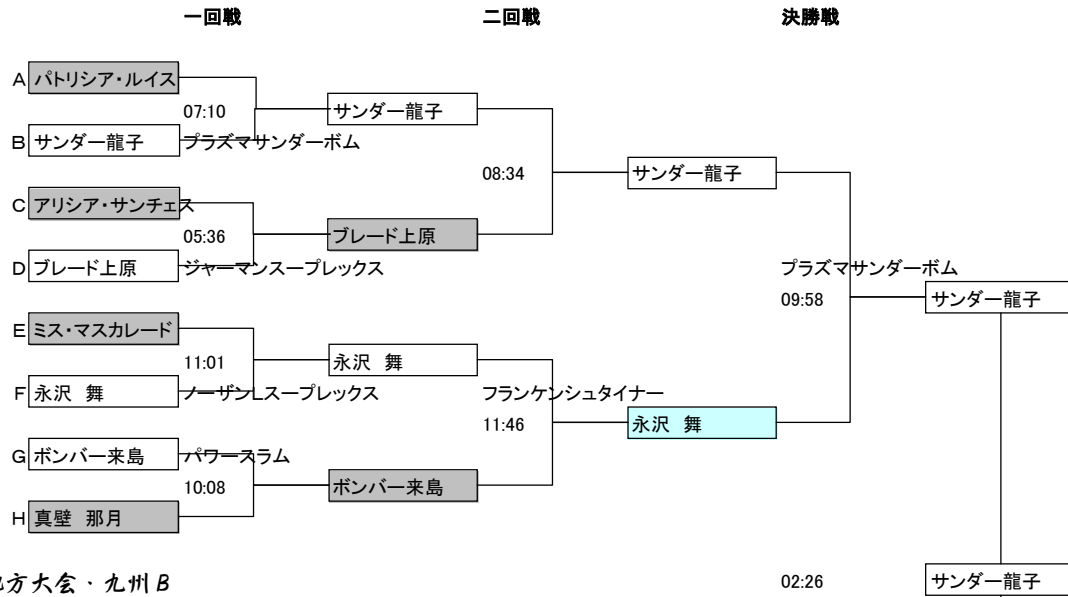 一回戦 二回戦 決勝戦
A パトリシア・ルイス
07:10 サンダー龍子
B サンダー龍子 プラズマサンダーボム
08:34 サンダー龍子
C アリシア・サンチェス
05:36 ブレード上原
D ブレード上原 ジャーマンスープレックス プラズマサンダーボム
09:58 サンダー龍子
E ミス・マスカレード
11:01 永沢 舞
F 永沢 舞 ノーザンLスープレックス フランケンシュタイナー
11:46 永沢 舞
G ボンバー来島 パワースラム
10:08 ボンバー来島
H 真壁 那月
方大会・九州B 02:26 サンダー龍子